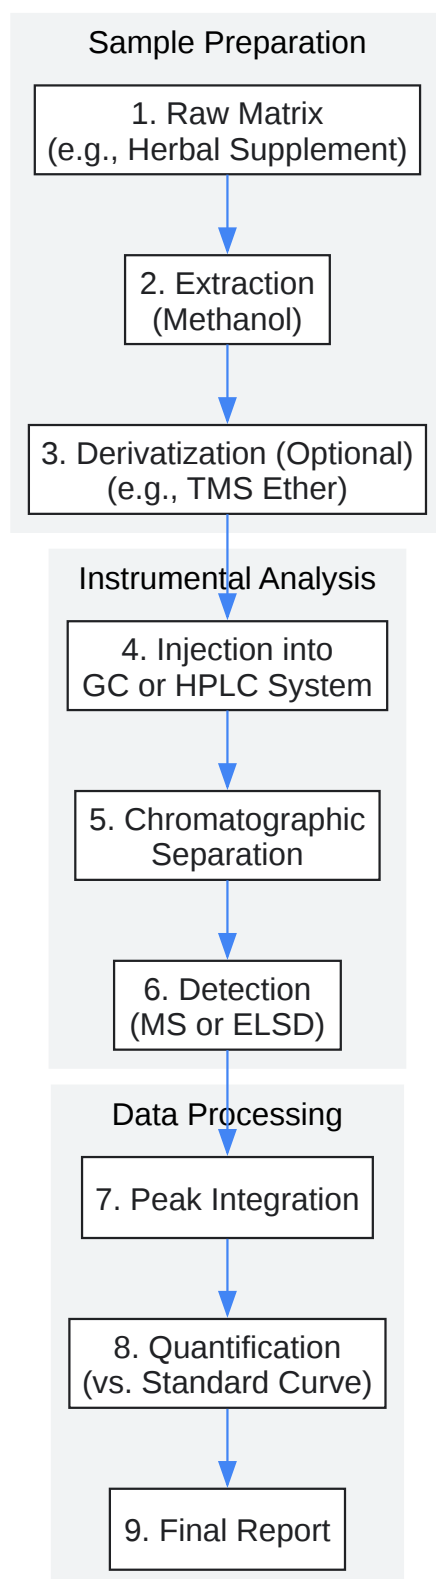 Sample Preparation
1. Raw Matrix
(e.g., Herbal Supplement)
2. Extraction
(Methanol)
3. Derivatization (Optional)
(e.g., TMS Ether)
Instrumental Analysis
4. Injection into
GC or HPLC System
5. Chromatographic
Separation
6. Detection
(MS or ELSD)
Data Processing
7. Peak Integration
8. Quantification
(vs. Standard Curve)
9. Final Report